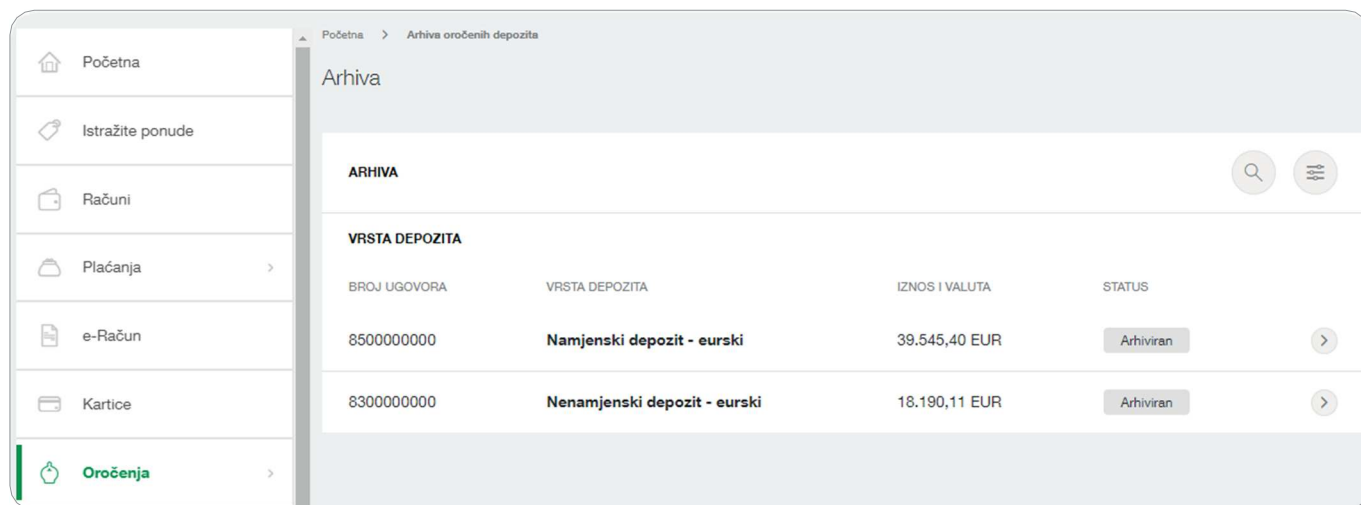 Početna > Arhiva oročenih depozita
Arhiva
Početna
Istražite ponude
Računi
Plaćanja >
e-Račun
Kartice
Oročenja >
ARHIVA
VRSTA DEPOZITA
BROJ UGOVORA VRSTA DEPOZITA IZNOS I VALUTA STATUS
8500000000 Namjenski depozit - eurski 39.545,40 EUR Arhiviran >
8300000000 Nenamjenski depozit - eurski 18.190,11 EUR Arhiviran >